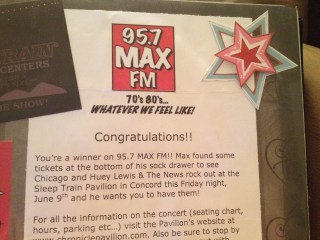 TRAIN
CENTERS
E SHOW!
95.7
MAX
FM
70's 80's...
WHATEVER WE FEEL LIKE!
Congratulations!!
You're a winner on 95.7 MAX FM!! Max found some
tickets at the bottom of his sock drawer to see
Chicago and Huey Lewis & The News rock out at the
Sleep Train Pavilion in Concord this Friday night,
June 9th and he wants you to have them!
For all the information on the concert (seating chart,
hours, parking etc...) visit the Pavilion's website at
www.chroniclepavilion.com. Also be sure to stop by